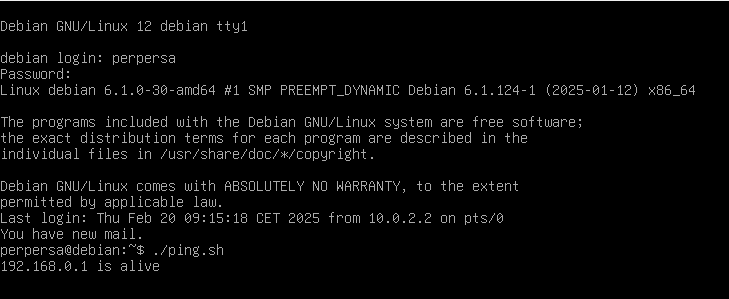 Debian GNU/Linux 12 debian tty1
debian login: perpersa
Password:
Linux debian 6.1.0-30-amd64 #1 SMP PREEMPT_DYNAMIC Debian 6.1.124-1 (2025-01-12) x86_64
The programs included with the Debian GNU/Linux system are free software;
the exact distribution terms for each program are described in the
individual files in /usr/share/doc/*/copyright.
Debian GNU/Linux comes with ABSOLUTELY NO WARRANTY, to the extent
permitted by applicable law.
Last login: Thu Feb 20 09:15:18 CET 2025 from 10.0.2.2 on pts/0
You have new mail.
perpersa@debian:~$ ./ping.sh
192.168.0.1 is alive